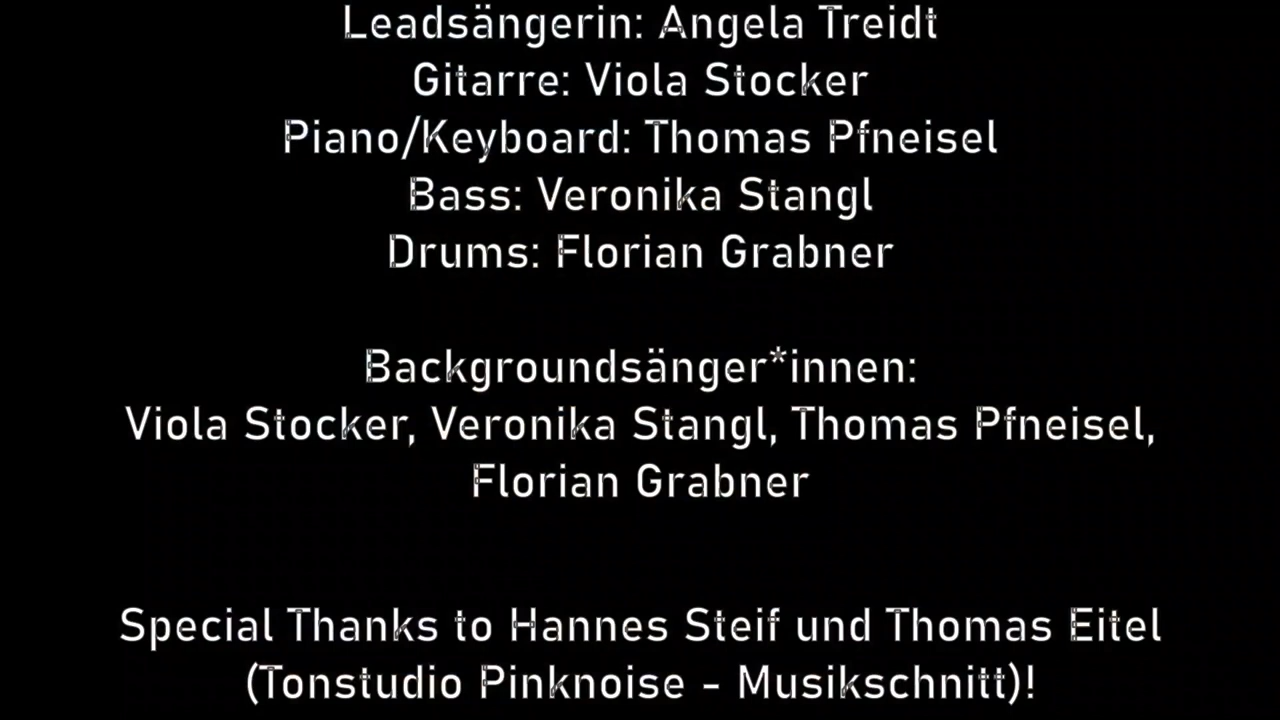 Leadsängerin: Angela Treidt
Gitarre: Viola Stocker
Piano/Keyboard: Thomas Pfneisel
Bass: Veronika Stangl
Drums: Florian Grabner
Backgroundsänger*innen:
Viola Stocker, Veronika Stangl, Thomas Pfneisel,
Florian Grabner
Special Thanks to Hannes Steif und Thomas Eitel
(Tonstudio Pinknoise - Musikschnitt)!